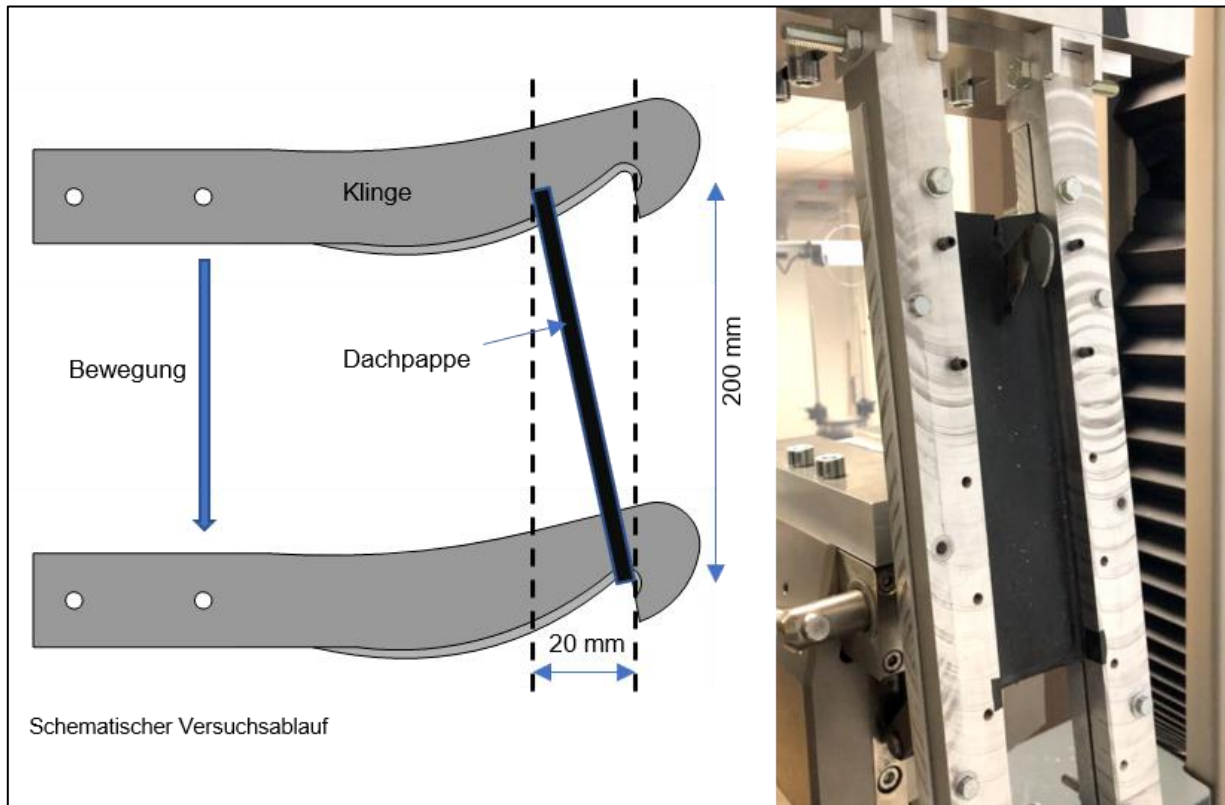 Klinge
Bewegung
Dachpappe
200 mm
20 mm
Schematischer Versuchsablauf